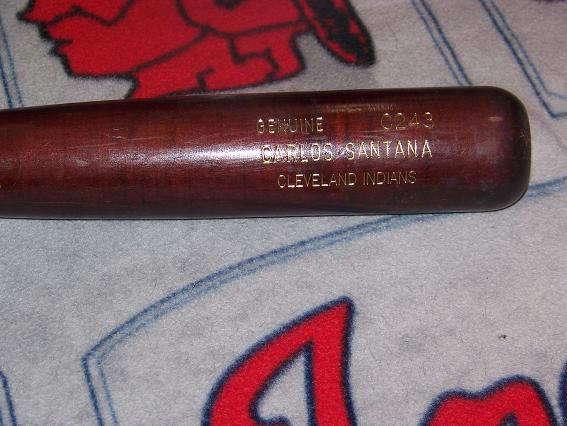 GENUINE C243
CARLOS SANTANA
CLEVELAND INDIANS